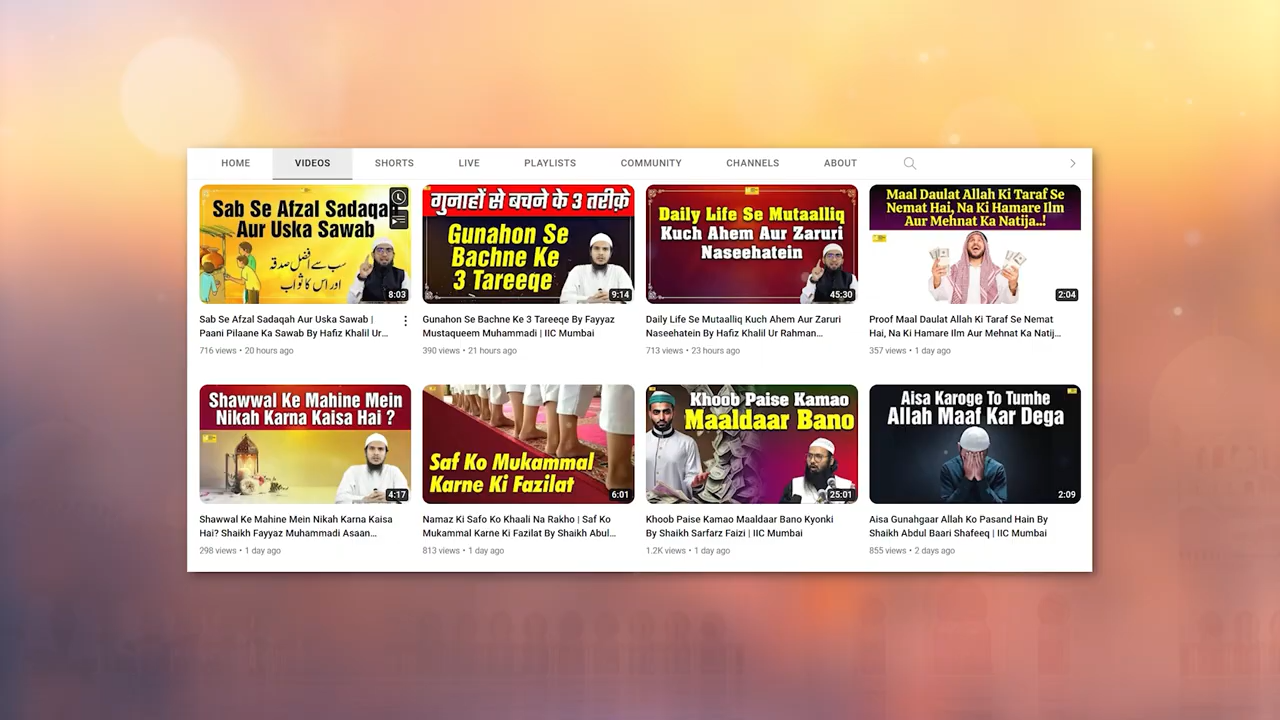 HOME VIDEOS SHORTS LIVE PLAYLISTS COMMUNITY CHANNELS ABOUT
Sab Se Afzal Sadaqa
Aur Uska Sawab
سب سے افضل صدقہ
اور اس کا ثواب
8:03
Sab Se Afzal Sadaqah Aur Uska Sawab |
Paani Pilaane Ka Sawab By Hafiz Khalil Ur...
716 views • 20 hours ago
गुनाहों से बचने के 3 तरीक़े
Gunahon Se
Bachne Ke
3 Tareeqe
9:14
Gunahon Se Bachne Ke 3 Tareeqe By Fayyaz
Mustaqueem Muhammadi | IIC Mumbai
390 views • 21 hours ago
Daily Life Se Mutaalliq
Kuch Ahem Aur Zaruri
Naseehatein
45:30
Daily Life Se Mutaalliq Kuch Ahem Aur Zaruri
Naseehatein By Hafiz Khalil Ur Rahman...
713 views • 23 hours ago
Maal Daulat Allah Ki Taraf Se
Nemat Hai, Na Ki Hamare Ilm
Aur Mehnat Ka Natija..!
2:04
Proof Maal Daulat Allah Ki Taraf Se Nemat
Hai, Na Ki Hamare Ilm Aur Mehnat Ka Natij...
357 views • 1 day ago
Shawwal Ke Mahine Mein
Nikah Karna Kaisa Hai ?
4:17
Shawwal Ke Mahine Mein Nikah Karna Kaisa
Hai? Shaikh Fayyaz Muhammadi Asaan...
298 views • 1 day ago
Saf Ko Mukammal
Karne Ki Fazilat
6:01
Namaz Ki Safo Ko Khaali Na Rakho | Saf Ko
Mukammal Karne Ki Fazilat By Shaikh Abul...
813 views • 1 day ago
Khoob Paise Kamao
Maaldaar Bano
25:01
Khoob Paise Kamao Maaldaar Bano Kyonki
By Shaikh Sarfarz Faizi | IIC Mumbai
1.2K views • 1 day ago
Aisa Karoge To Tumhe
Allah Maaf Kar Dega
2:09
Aisa Gunahgaar Allah Ko Pasand Hain By
Shaikh Abdul Baari Shafeeq | IIC Mumbai
855 views • 2 days ago